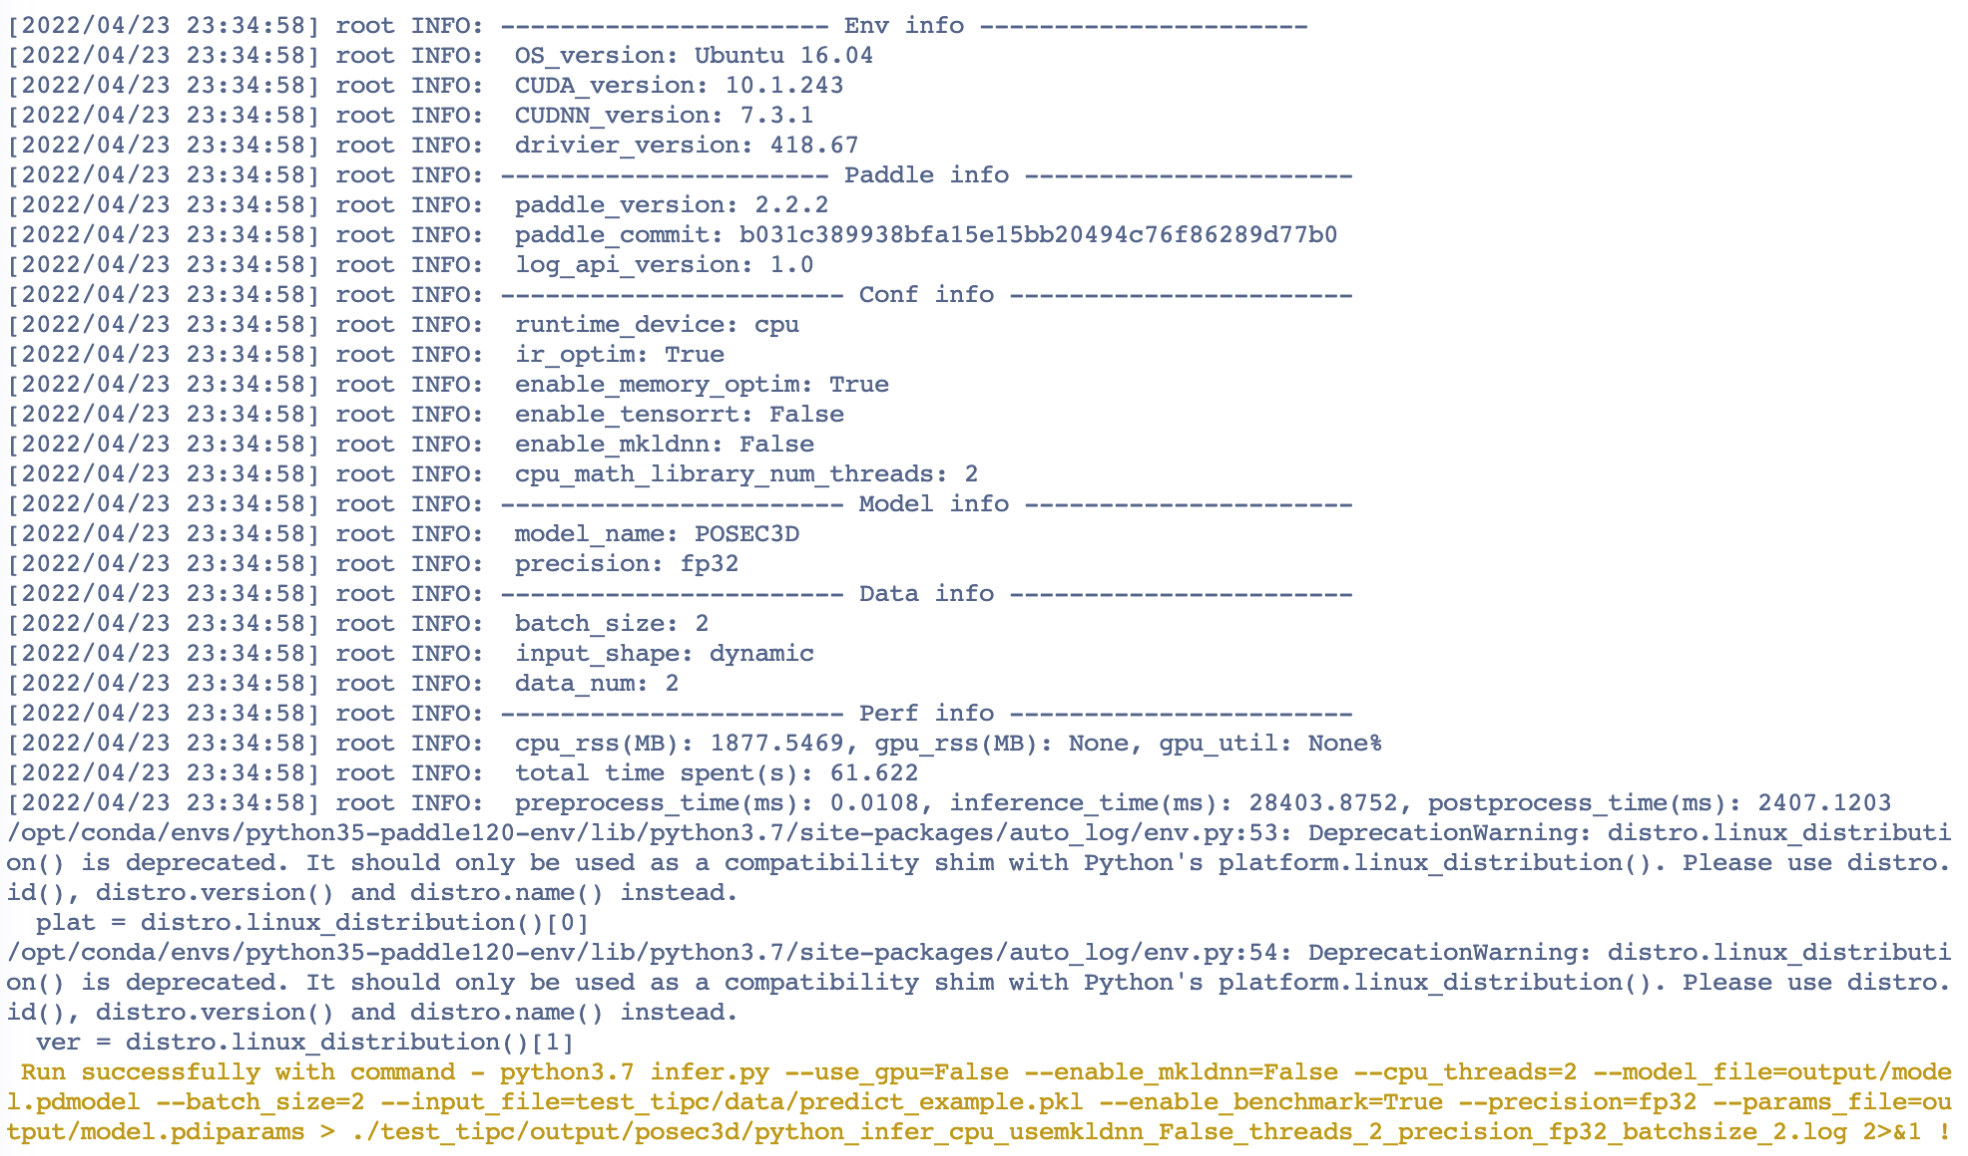 [2022/04/23 23:34:58] root INFO: ---------------------- Env info ----------------------
[2022/04/23 23:34:58] root INFO:  OS_version: Ubuntu 16.04
[2022/04/23 23:34:58] root INFO:  CUDA_version: 10.1.243
[2022/04/23 23:34:58] root INFO:  CUDNN_version: 7.3.1
[2022/04/23 23:34:58] root INFO:  drivier_version: 418.67
[2022/04/23 23:34:58] root INFO: ---------------------- Paddle info ----------------------
[2022/04/23 23:34:58] root INFO:  paddle_version: 2.2.2
[2022/04/23 23:34:58] root INFO:  paddle_commit: b031c389938bfa15e15bb20494c76f86289d77b0
[2022/04/23 23:34:58] root INFO:  log_api_version: 1.0
[2022/04/23 23:34:58] root INFO: ----------------------- Conf info -----------------------
[2022/04/23 23:34:58] root INFO:  runtime_device: cpu
[2022/04/23 23:34:58] root INFO:  ir_optim: True
[2022/04/23 23:34:58] root INFO:  enable_memory_optim: True
[2022/04/23 23:34:58] root INFO:  enable_tensorrt: False
[2022/04/23 23:34:58] root INFO:  enable_mkldnn: False
[2022/04/23 23:34:58] root INFO:  cpu_math_library_num_threads: 2
[2022/04/23 23:34:58] root INFO: ----------------------- Model info ----------------------
[2022/04/23 23:34:58] root INFO:  model_name: POSEC3D
[2022/04/23 23:34:58] root INFO:  precision: fp32
[2022/04/23 23:34:58] root INFO: ----------------------- Data info -----------------------
[2022/04/23 23:34:58] root INFO:  batch_size: 2
[2022/04/23 23:34:58] root INFO:  input_shape: dynamic
[2022/04/23 23:34:58] root INFO:  data_num: 2
[2022/04/23 23:34:58] root INFO: ----------------------- Perf info -----------------------
[2022/04/23 23:34:58] root INFO:  cpu_rss(MB): 1877.5469, gpu_rss(MB): None, gpu_util: None%
[2022/04/23 23:34:58] root INFO:  total time spent(s): 61.622
[2022/04/23 23:34:58] root INFO:  preprocess_time(ms): 0.0108, inference_time(ms): 28403.8752, postprocess_time(ms): 2407.1203
/opt/conda/envs/python35-paddle120-env/lib/python3.7/site-packages/auto_log/env.py:53: DeprecationWarning: distro.linux_distributi
on() is deprecated. It should only be used as a compatibility shim with Python's platform.linux_distribution(). Please use distro.
id(), distro.version() and distro.name() instead.
  plat = distro.linux_distribution()[0]
/opt/conda/envs/python35-paddle120-env/lib/python3.7/site-packages/auto_log/env.py:54: DeprecationWarning: distro.linux_distributi
on() is deprecated. It should only be used as a compatibility shim with Python's platform.linux_distribution(). Please use distro.
id(), distro.version() and distro.name() instead.
  ver = distro.linux_distribution()[1]
 Run successfully with command - python3.7 infer.py --use_gpu=False --enable_mkldnn=False --cpu_threads=2 --model_file=output/mode
l.pdmodel --batch_size=2 --input_file=test_tipc/data/predict_example.pkl --enable_benchmark=True --precision=fp32 --params_file=ou
tput/model.pdiparams > ./test_tipc/output/posec3d/python_infer_cpu_usemkldnn_False_threads_2_precision_fp32_batchsize_2.log 2>&1 !